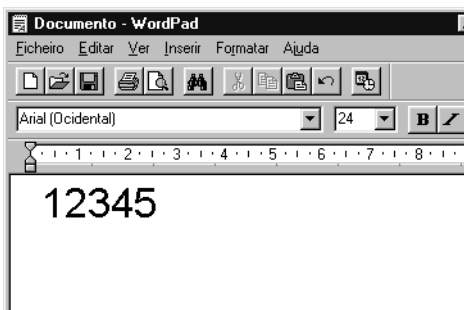 Documento - WordPad
Ficheiro Editar Ver Inserir Formatar Ajuda
Arial (Ocidental) 24 B I
1 2 3 4 5 6 7 8
12345